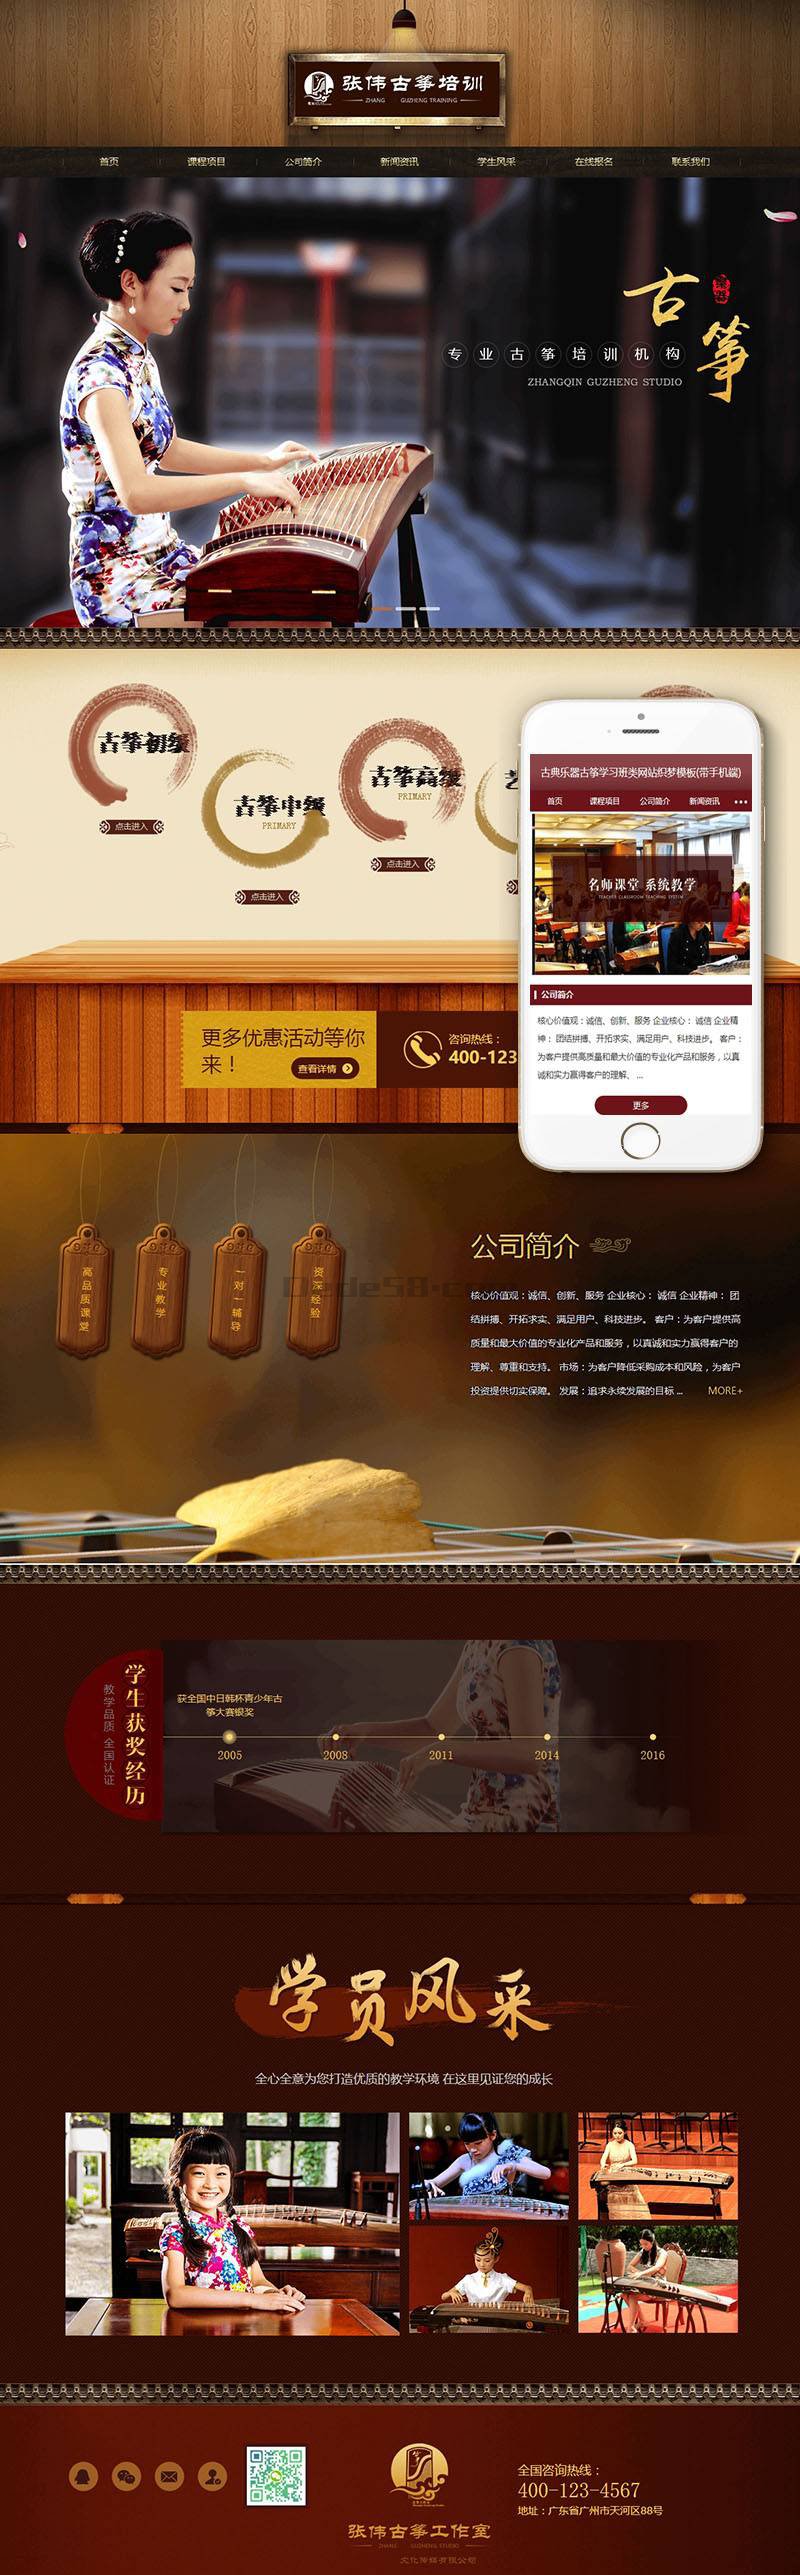 张伟古筝培训
ZHANG GUZHENG TRAINING
首页 课程项目 公司简介 新闻资讯 学生风采 在线报名 联系我们
古筝
专业古筝培训机构
ZHANGQIN GUZHENG STUDIO
古筝初级
点击进入
古筝中级
PRIMARY
点击进入
古筝高级
PRIMARY
点击进入
古典乐器古筝学习班类网站织梦模板(带手机端)
首页 课程项目 公司简介 新闻资讯
名师课堂 系统教学
TEACHER CLASSROOM TEACHING SYSTEM
公司简介
核心价值观：诚信、创新、服务 企业核心： 诚信 企业精
神： 团结拼搏、开拓求实、满足用户、科技进步。 客户：
为客户提供高质量和最大价值的专业化产品和服务，以真
诚和实力赢得客户的理解、 ...
更多
更多优惠活动等你
来！
查看详情
咨询热线：
400-123
高品质课堂
专业教学
一对一辅导
资深经验
公司简介
核心价值观：诚信、创新、服务 企业核心： 诚信 企业精神： 团
结拼搏、开拓求实、满足用户、科技进步。 客户：为客户提供高
质量和最大价值的专业化产品和服务，以真诚和实力赢得客户的
理解、尊重和支持。 市场：为客户降低采购成本和风险，为客户
投资提供切实保障。 发展：追求永续发展的目标 ... MORE+
学生获奖经历
教学品质 全国认证
获全国中日韩杯青少年古
筝大赛银奖
2005 2008 2011 2014 2016
学员风采
全心全意为您打造优质的教学环境 在这里见证您的成长
张伟古筝工作室
ZHANG GUZHENG STUDIO
文化传媒有限公司
全国咨询热线：
400-123-4567
地址：广东省广州市天河区88号